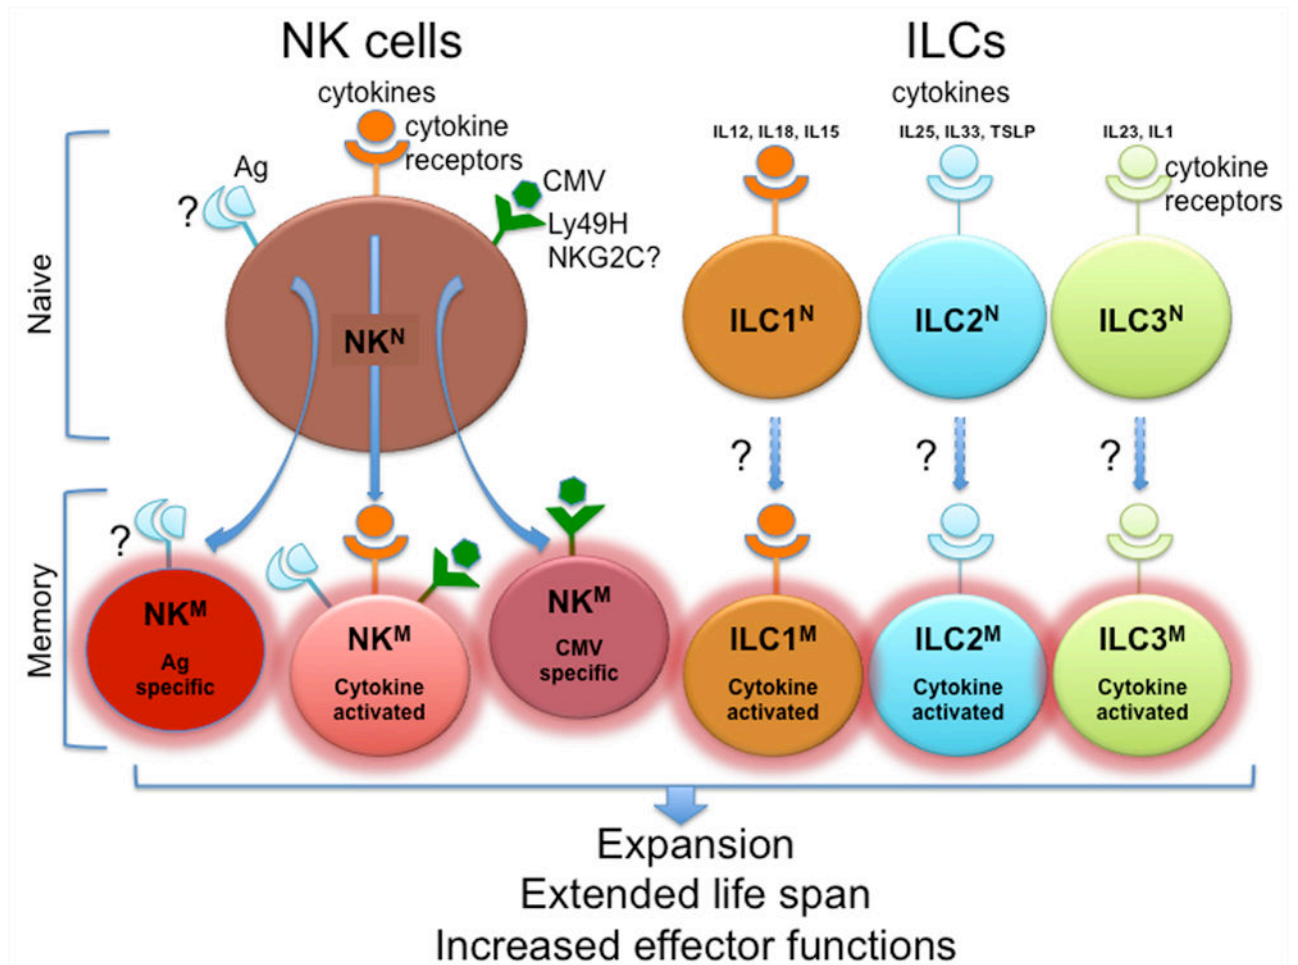 NK cells
ILCs
cytokines
cytokines
cytokine
receptors
IL12, IL18, IL15
IL25, IL33, TSLP
IL23, IL1
cytokine
receptors
Ag
?
CMV
Ly49H
NKG2C?
Naive
NKᴺ
ILC1ᴺ
ILC2ᴺ
ILC3ᴺ
?
?
?
Memory
?
NKᴹ
Ag
specific
NKᴹ
Cytokine
activated
NKᴹ
CMV
specific
ILC1ᴹ
Cytokine
activated
ILC2ᴹ
Cytokine
activated
ILC3ᴹ
Cytokine
activated
Expansion
Extended life span
Increased effector functions